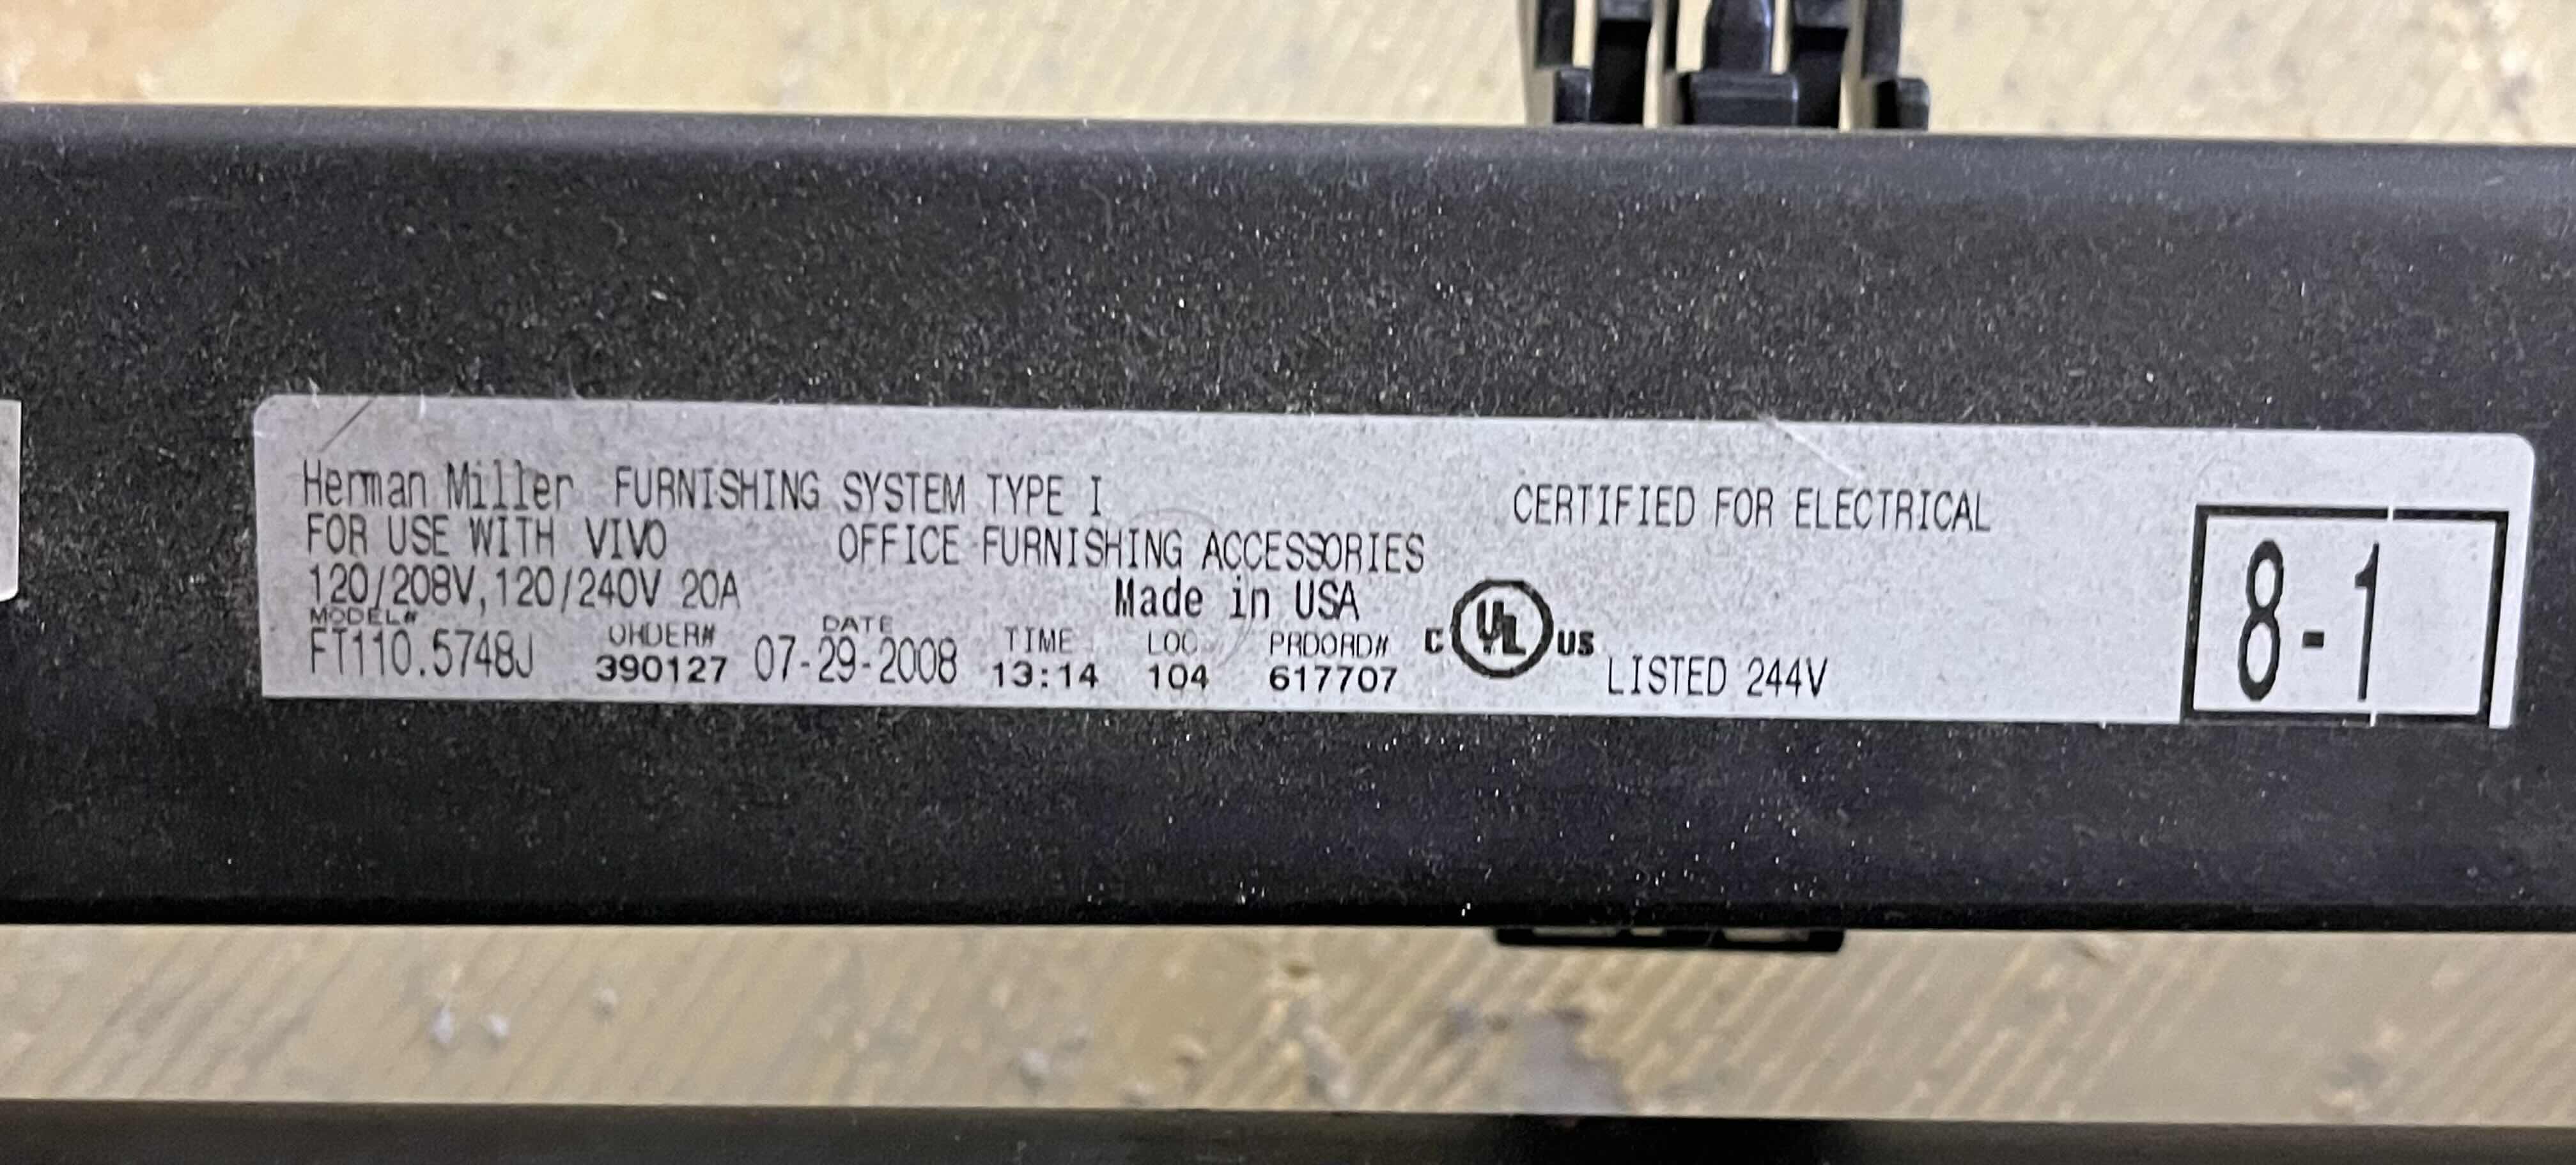 Herman Miller FURNISHING SYSTEM TYPE I CERTIFIED FOR ELECTRICAL
FOR USE WITH VIVO OFFICE FURNISHING ACCESSORIES
120/208V,120/240V 20A Made in USA
MODEL# ORDER# DATE TIME LOC PRDORD# C UL US
FT110.5748J 390127 07-29-2008 13:14 104 617707 LISTED 244V
8-1